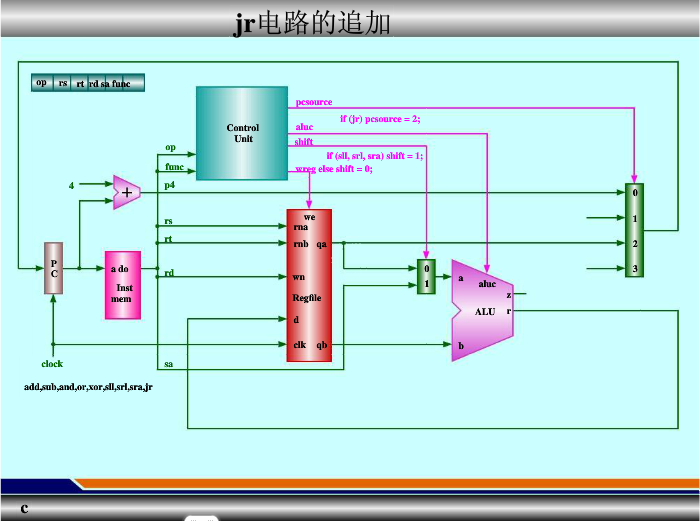 jr电路的追加
op rs rt rd sa func
pcsource
if (jr) pcsource = 2;
Control
Unit
aluc
shift
if (sll, srl, sra) shift = 1;
wreg else shift = 0;
op
func
4
+
p4
0
1
2
3
we
rs
rna
rt
rnb qa
P
C
a do
Inst
mem
rd
wn
Regfile
d
clk qb
0
1
a
aluc
z
ALU
r
b
clock
sa
add,sub,and,or,xor,sll,srl,sra,jr
c